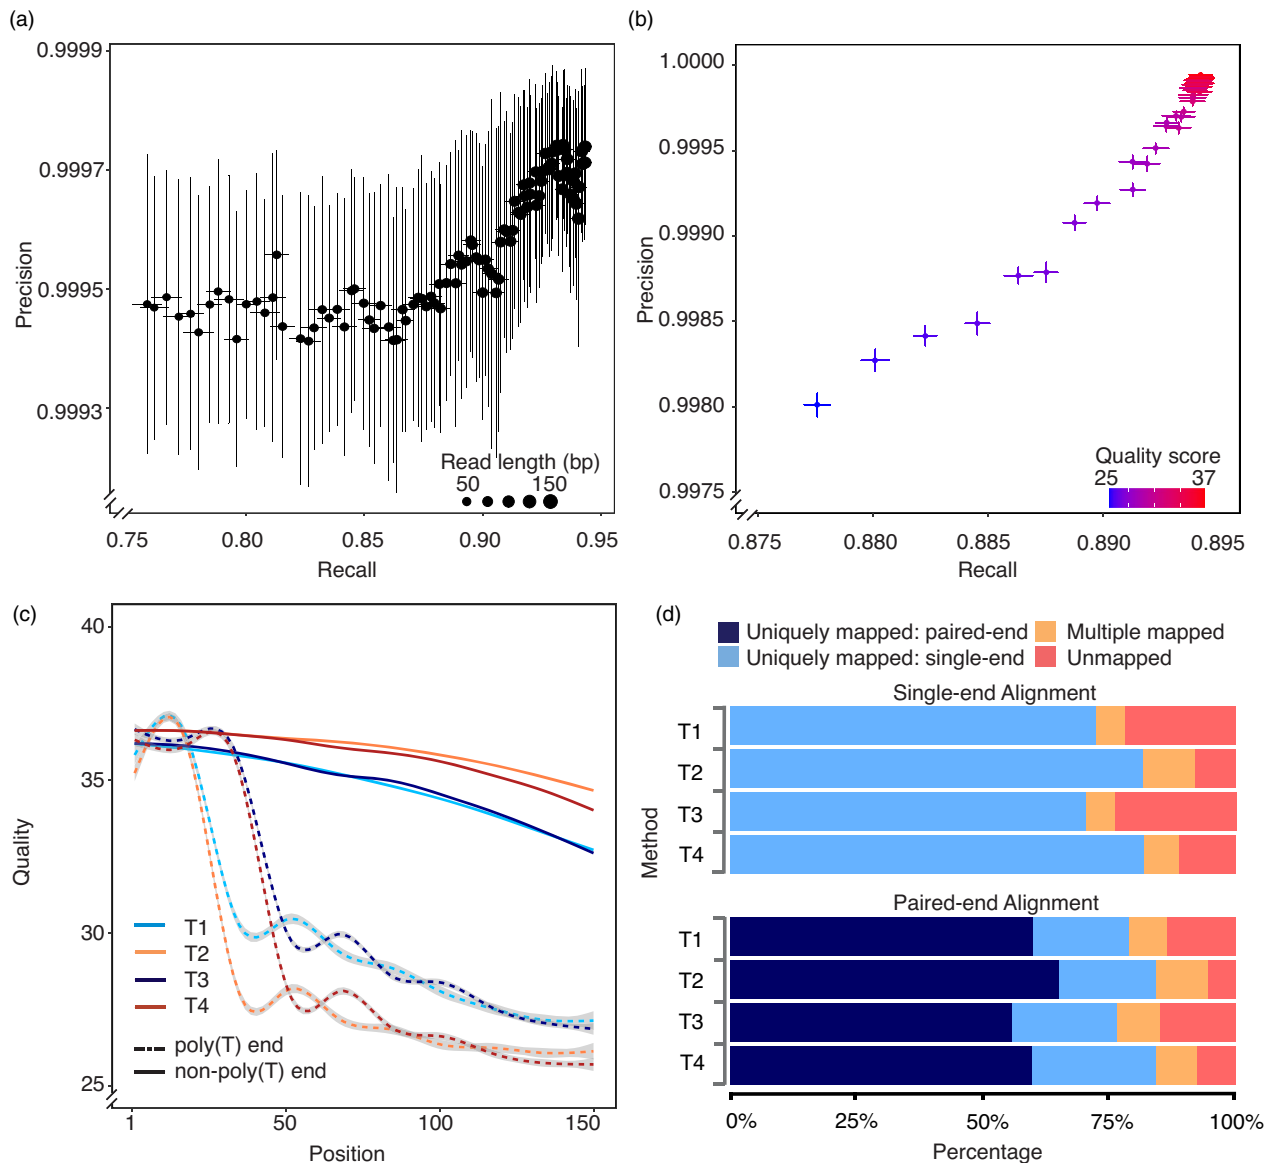 (a)
0.9999
0.9997
0.9995
0.9993
Precision
Read length (bp)
50 150
0.75 0.80 0.85 0.90 0.95
Recall
(b)
1.0000
0.9995
0.9990
0.9985
0.9980
0.9975
Precision
Quality score
25 37
0.875 0.880 0.885 0.890 0.895
Recall
(c)
40
35
30
25
Quality
T1
T2
T3
T4
poly(T) end
non-poly(T) end
1 50 100 150
Position
(d)
Uniquely mapped: paired-end Multiple mapped
Uniquely mapped: single-end Unmapped
Single-end Alignment
T1
T2
T3
T4
Method
Paired-end Alignment
T1
T2
T3
T4
0% 25% 50% 75% 100%
Percentage